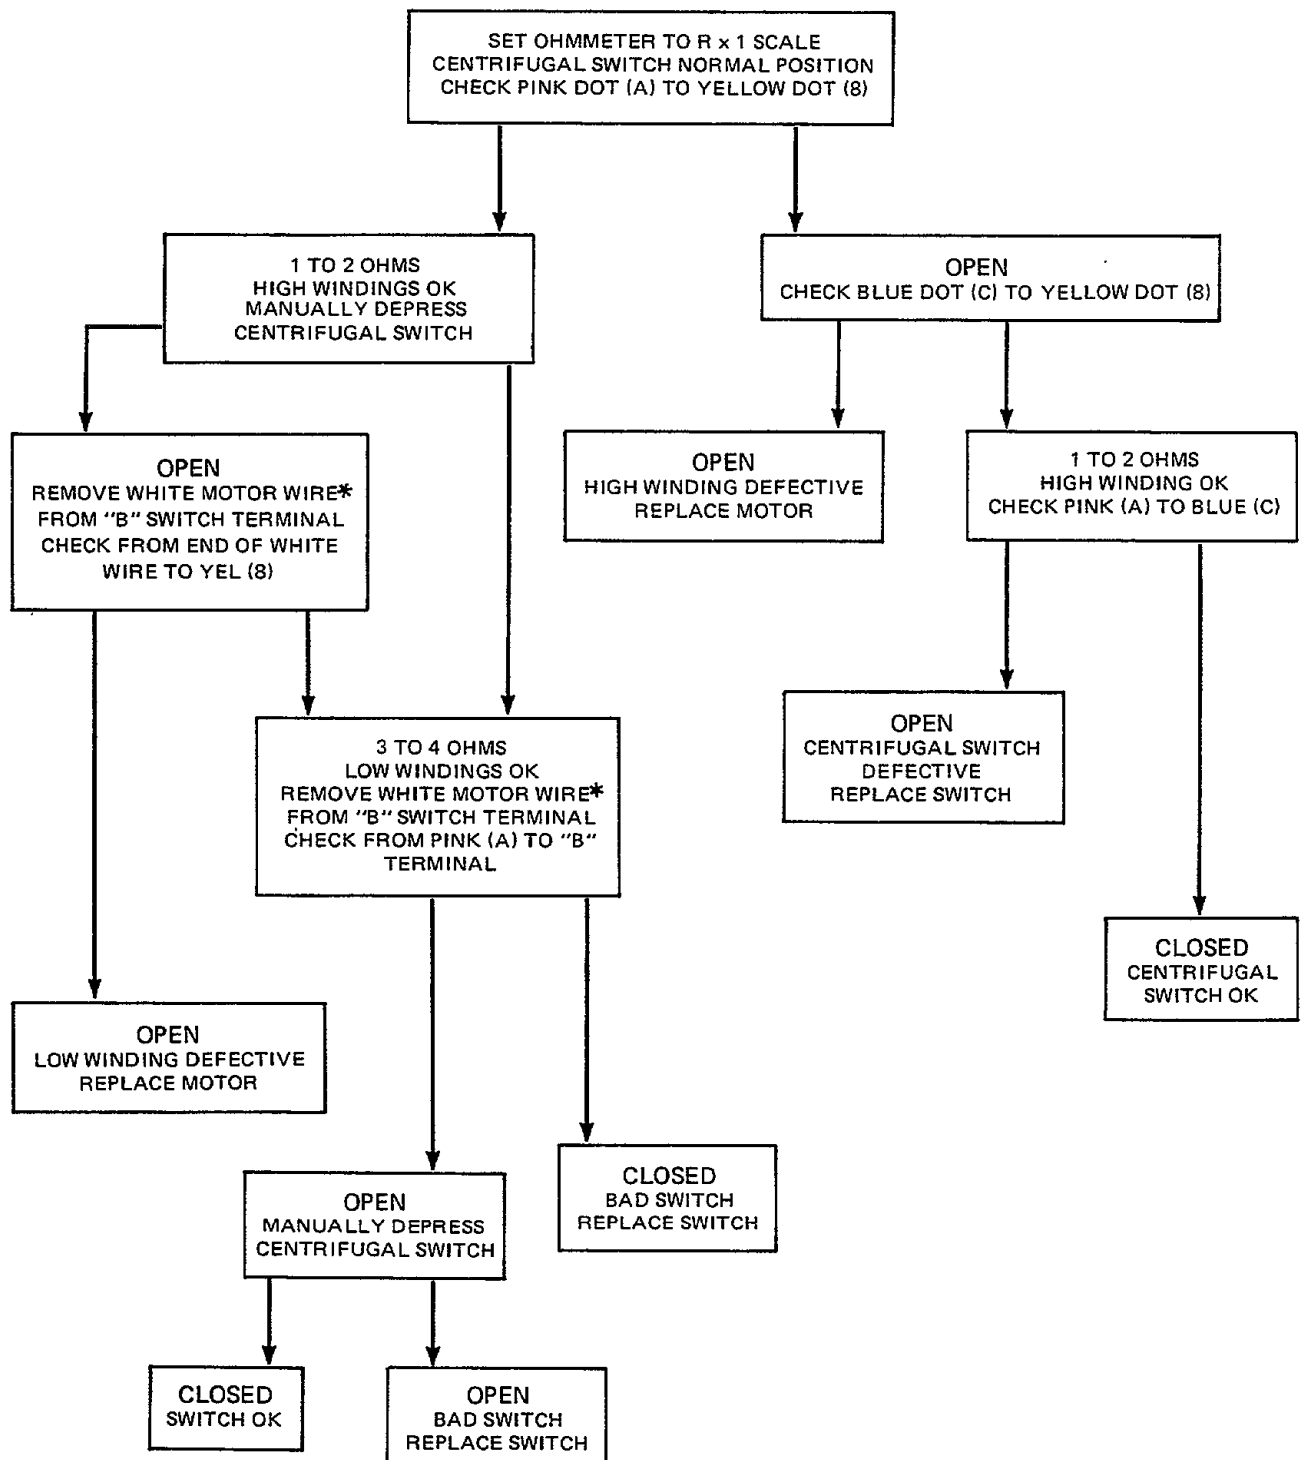 SET OHMMETER TO R x 1 SCALE
CENTRIFUGAL SWITCH NORMAL POSITION
CHECK PINK DOT (A) TO YELLOW DOT (8)
1 TO 2 OHMS
HIGH WINDINGS OK
MANUALLY DEPRESS
CENTRIFUGAL SWITCH
OPEN
CHECK BLUE DOT (C) TO YELLOW DOT (8)
OPEN
REMOVE WHITE MOTOR WIRE*
FROM "B" SWITCH TERMINAL
CHECK FROM END OF WHITE
WIRE TO YEL (8)
OPEN
HIGH WINDING DEFECTIVE
REPLACE MOTOR
1 TO 2 OHMS
HIGH WINDING OK
CHECK PINK (A) TO BLUE (C)
3 TO 4 OHMS
LOW WINDINGS OK
REMOVE WHITE MOTOR WIRE*
FROM "B" SWITCH TERMINAL
CHECK FROM PINK (A) TO "B"
TERMINAL
OPEN
CENTRIFUGAL SWITCH
DEFECTIVE
REPLACE SWITCH
CLOSED
CENTRIFUGAL
SWITCH OK
OPEN
LOW WINDING DEFECTIVE
REPLACE MOTOR
OPEN
MANUALLY DEPRESS
CENTRIFUGAL SWITCH
CLOSED
BAD SWITCH
REPLACE SWITCH
CLOSED
SWITCH OK
OPEN
BAD SWITCH
REPLACE SWITCH